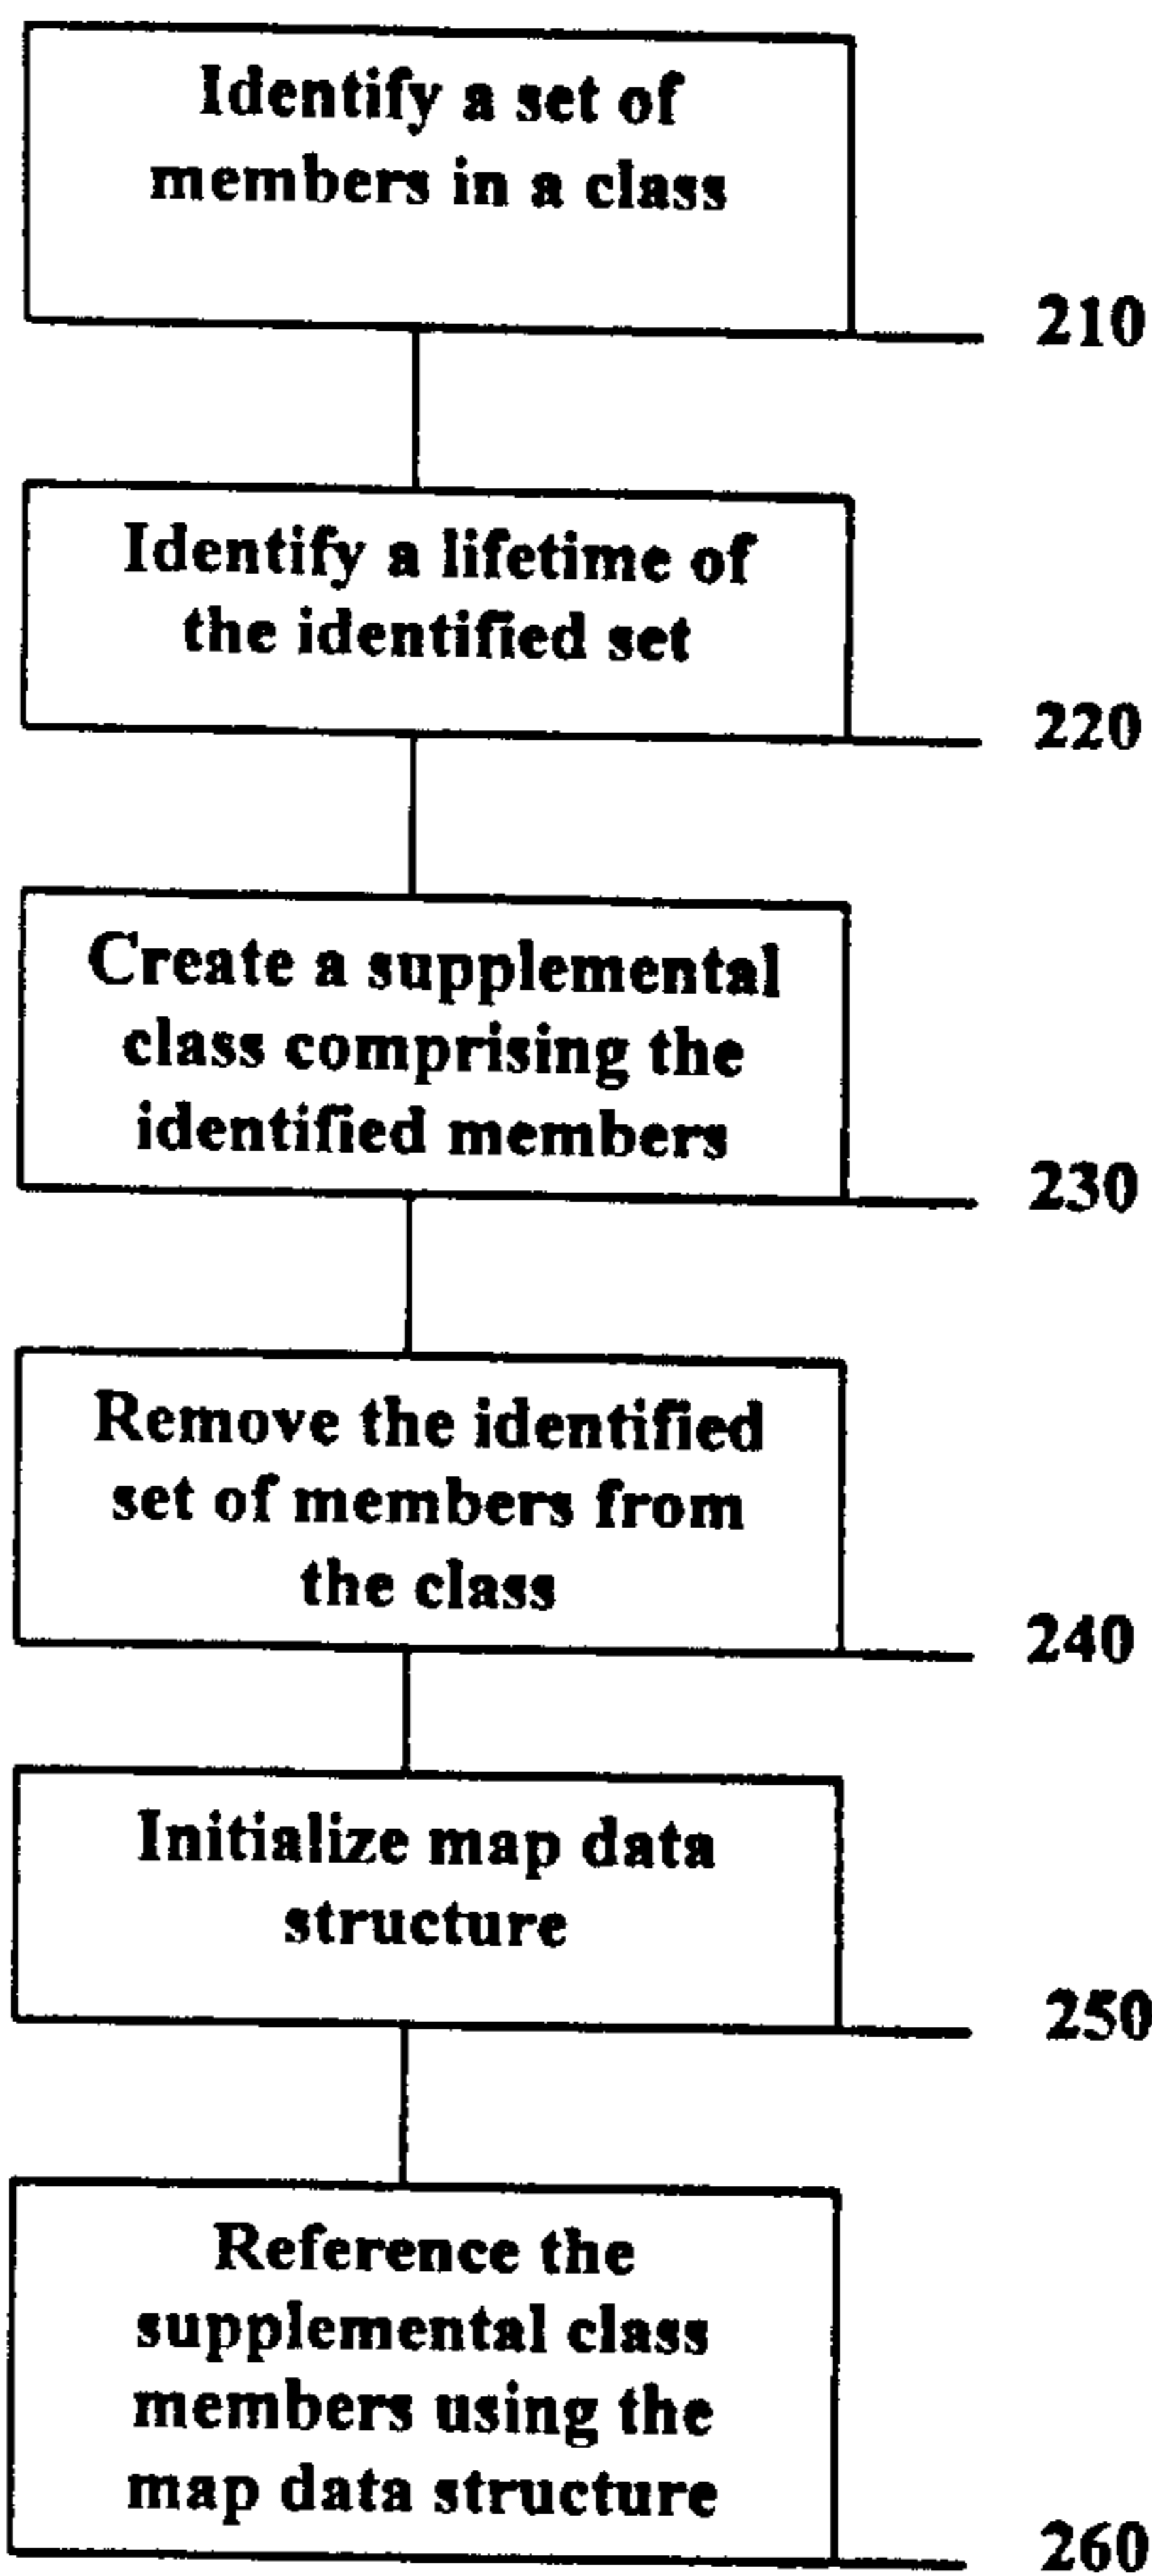 Identify a set of
members in a class
210
Identify a lifetime of
the identified set
220
Create a supplemental
class comprising the
identified members
230
Remove the identified
set of members from
the class
240
Initialize map data
structure
250
Reference the
supplemental class
members using the
map data structure
260